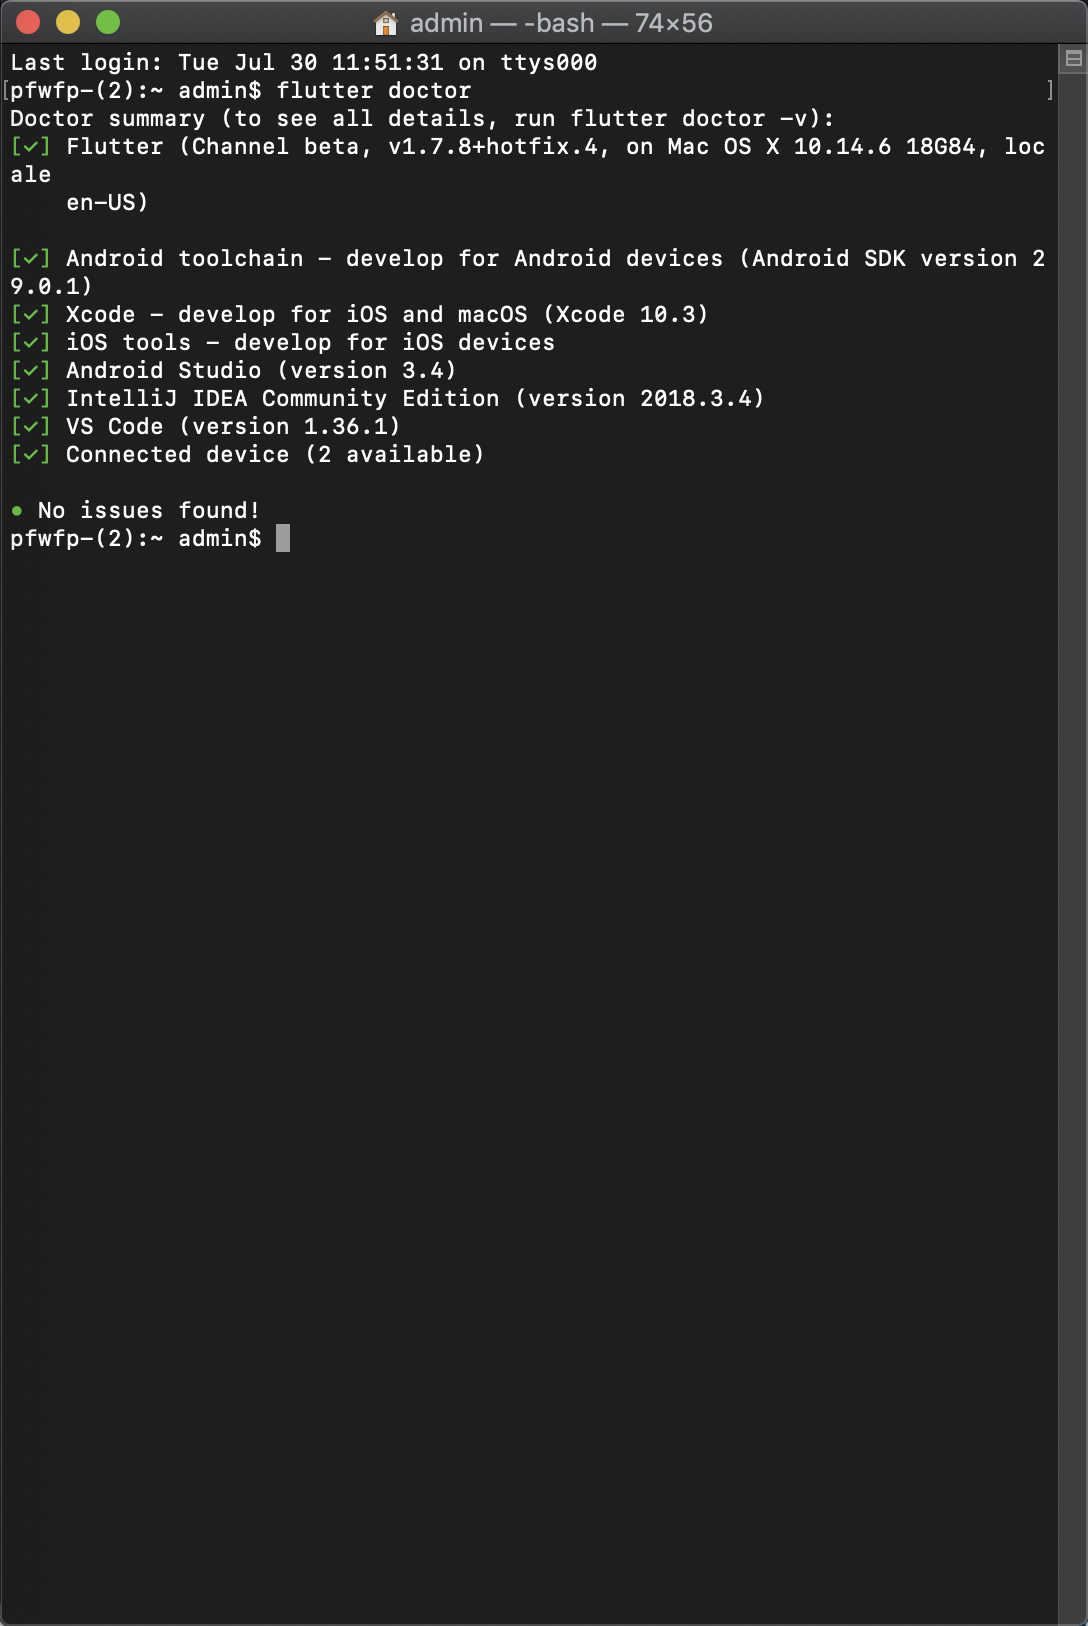 admin — -bash — 74×56
Last login: Tue Jul 30 11:51:31 on ttys000
[pfwfp-(2):~ admin$ flutter doctor ]
Doctor summary (to see all details, run flutter doctor -v):
[✓] Flutter (Channel beta, v1.7.8+hotfix.4, on Mac OS X 10.14.6 18G84, loc
ale
    en-US)
[✓] Android toolchain - develop for Android devices (Android SDK version 2
9.0.1)
[✓] Xcode - develop for iOS and macOS (Xcode 10.3)
[✓] iOS tools - develop for iOS devices
[✓] Android Studio (version 3.4)
[✓] IntelliJ IDEA Community Edition (version 2018.3.4)
[✓] VS Code (version 1.36.1)
[✓] Connected device (2 available)
• No issues found!
pfwfp-(2):~ admin$